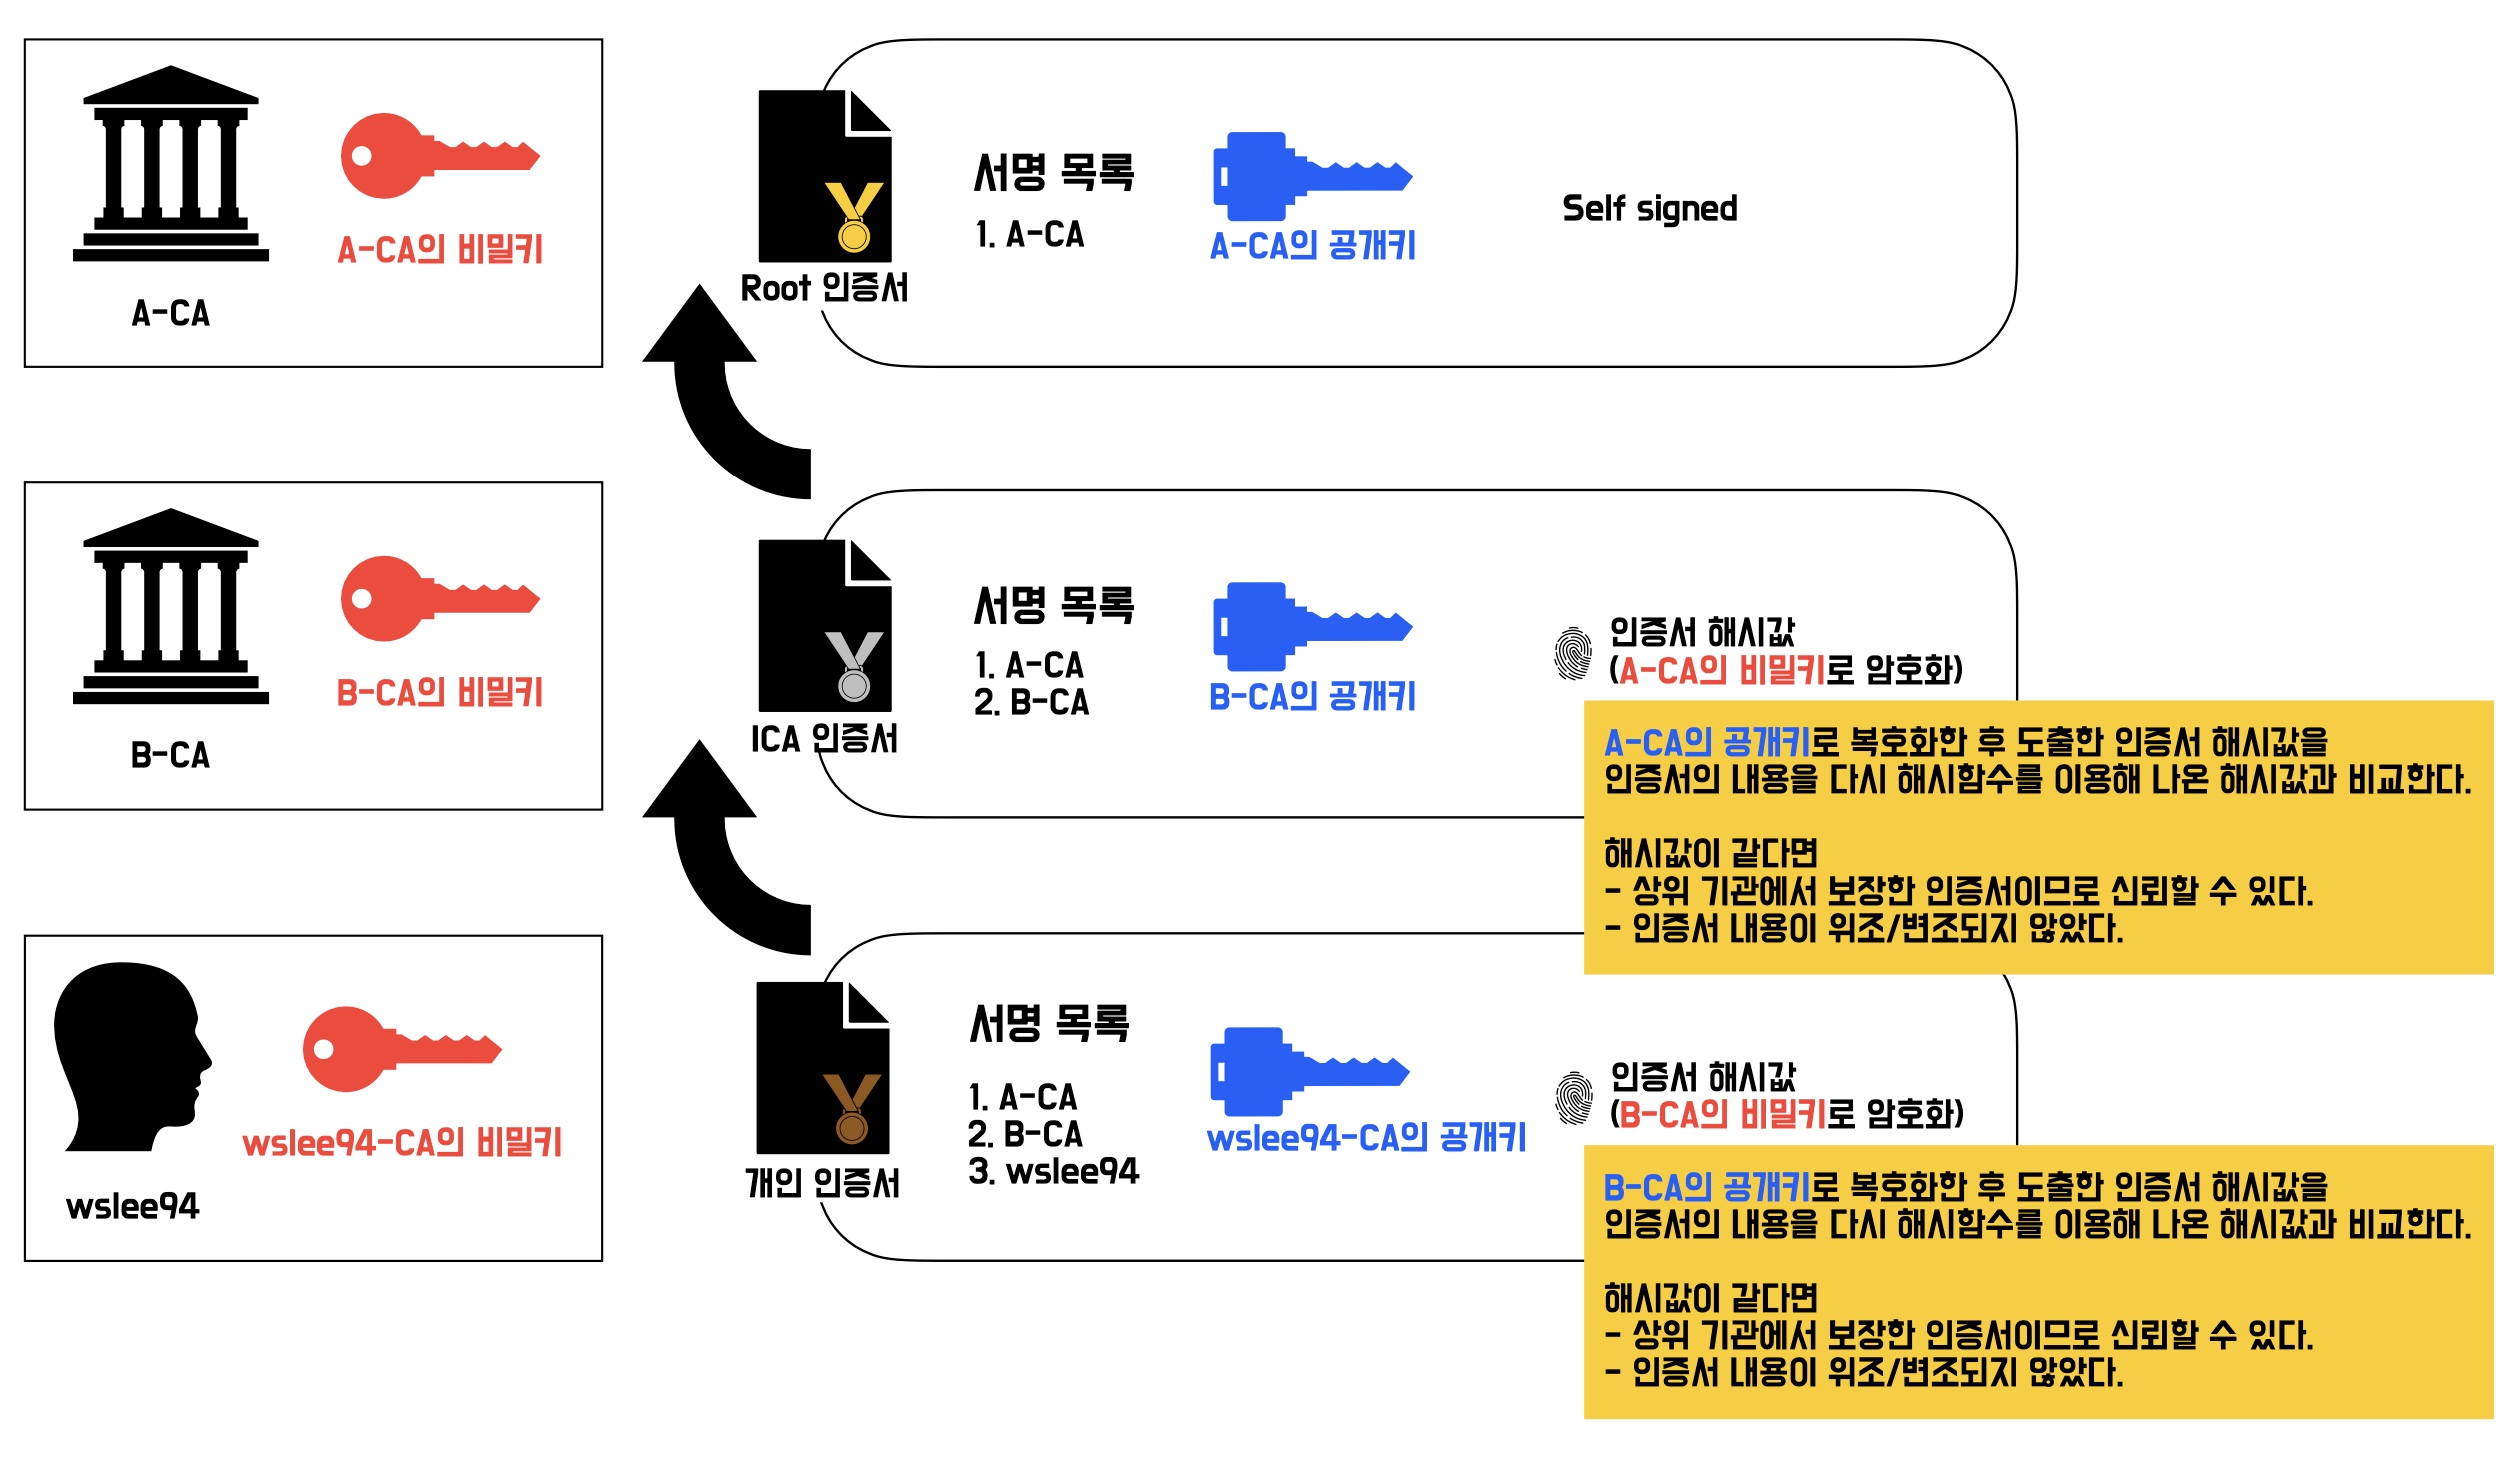 A-CA의 비밀키
A-CA
Root 인증서
서명 목록
1. A-CA
A-CA의 공개키
Self signed
B-CA의 비밀키
B-CA
ICA 인증서
서명 목록
1. A-CA
2. B-CA
B-CA의 공개키
인증서 해시값
(A-CA의 비밀키로 암호화)
A-CA의 공개키로 복호화한 후 도출한 인증서 해시값을
인증서의 내용을 다시 해시함수를 이용해 나온 해시값과 비교한다.
해시값이 같다면
- 상위 기관에서 보장한 인증서이므로 신뢰할 수 있다.
- 인증서 내용이 위조/변조되지 않았다.
wslee94-CA의 비밀키
wslee94
개인 인증서
서명 목록
1. A-CA
2. B-CA
3. wslee94
wslee94-CA의 공개키
인증서 해시값
(B-CA의 비밀키로 암호화)
B-CA의 공개키로 복호화한 후 도출한 인증서 해시값을
인증서의 내용을 다시 해시함수를 이용해 나온 해시값과 비교한다.
해시값이 같다면
- 상위 기관에서 보장한 인증서이므로 신뢰할 수 있다.
- 인증서 내용이 위조/변조되지 않았다.